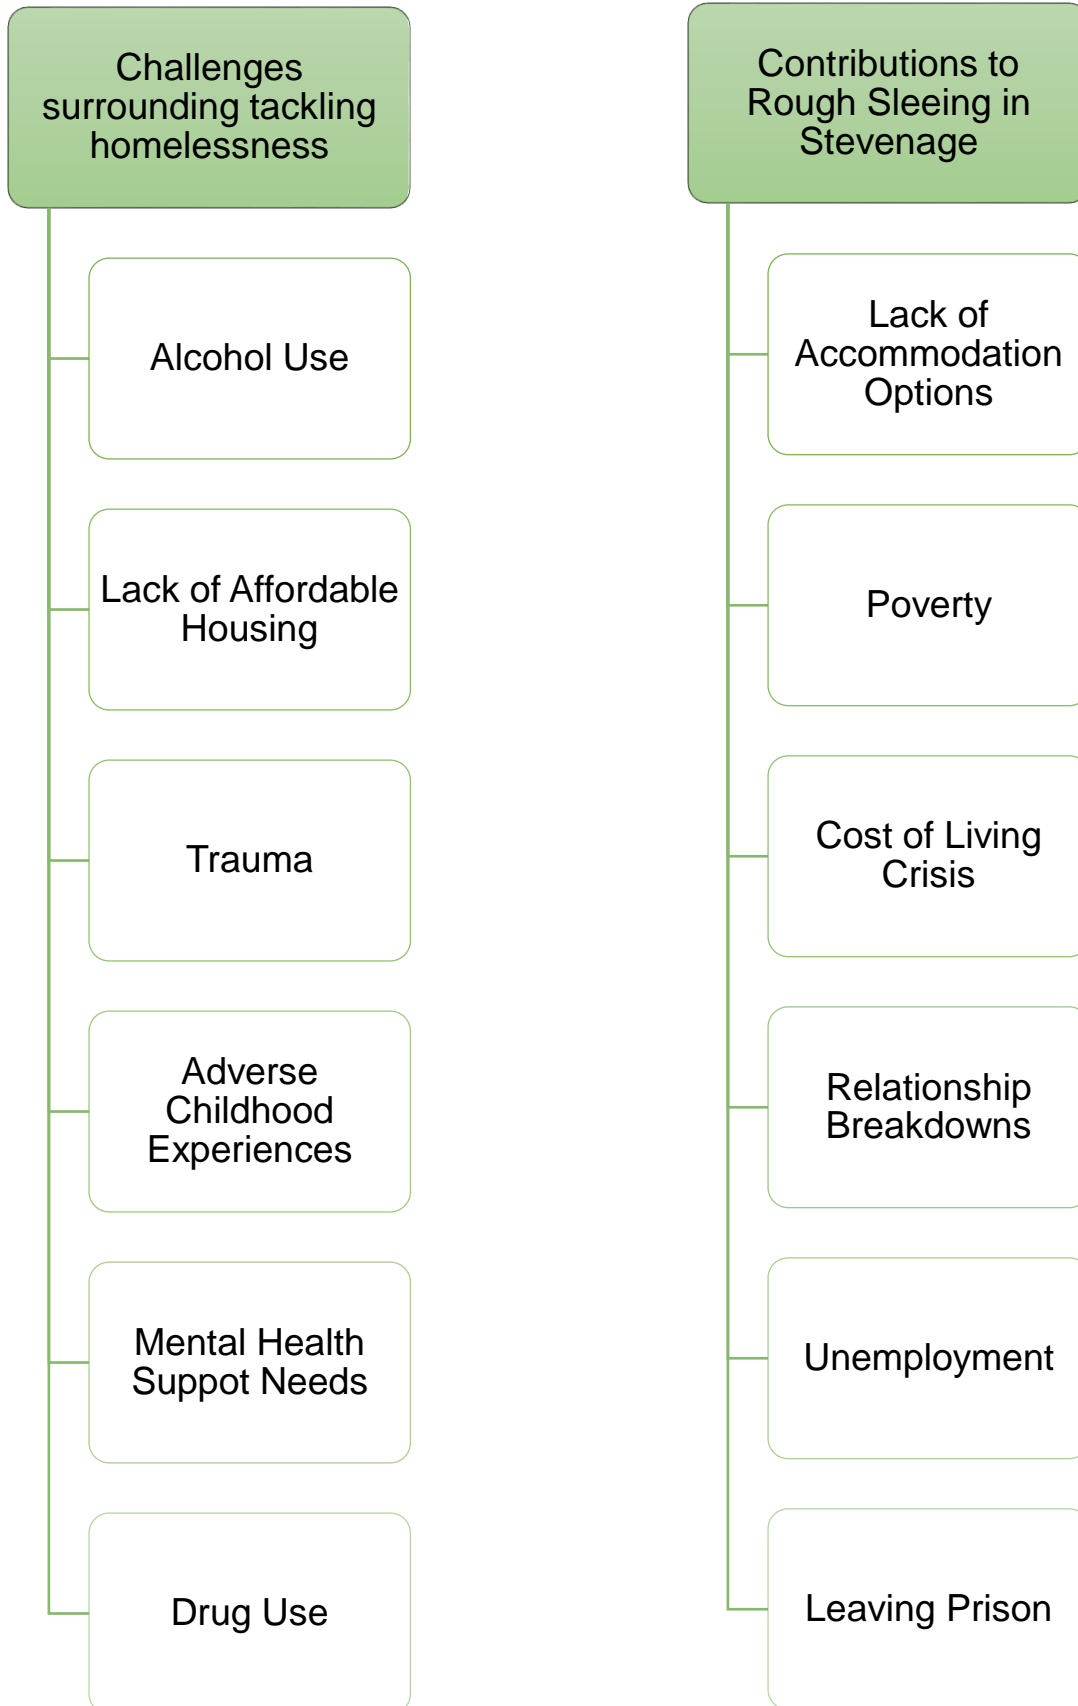 Challenges
surrounding tackling
homelessness
Alcohol Use
Lack of Affordable
Housing
Trauma
Adverse
Childhood
Experiences
Mental Health
Suppot Needs
Drug Use
Contributions to
Rough Sleeing in
Stevenage
Lack of
Accommodation
Options
Poverty
Cost of Living
Crisis
Relationship
Breakdowns
Unemployment
Leaving Prison